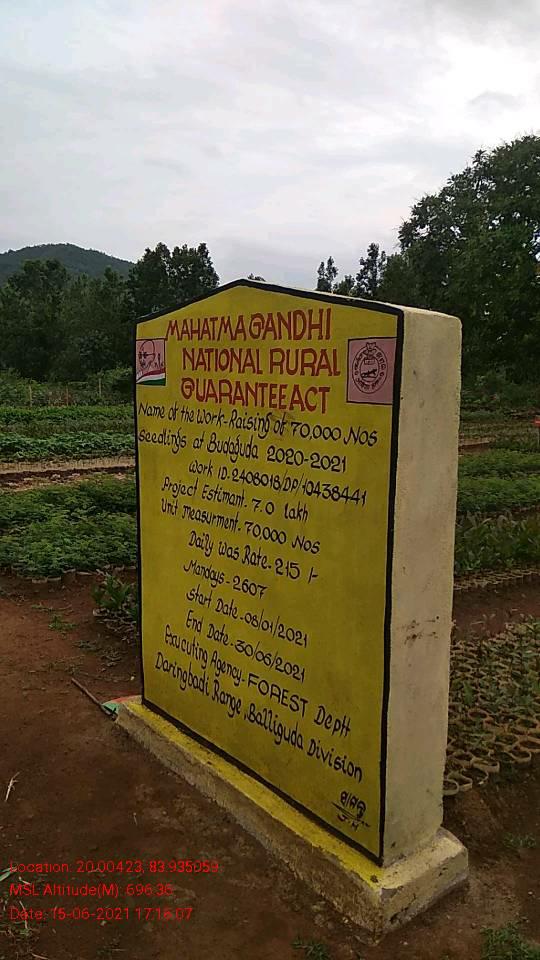 MAHATMA GANDHI
NATIONAL RURAL
GUARANTEE ACT
Name of the Work-Raising of 70,000 Nos
Seedlings at Budaguda 2020-2021
Work ID. 2408018/DP/10438441
Project Estimant. 7.0 lakh
Unit measurment. 70,000 Nos
Daily Was Rate. 215 /-
Mandays-2607
Start Date-08/01/2021
End Date-30/06/2021
Exucuting Agency-FOREST Deptt
Daringbadi Range, Balliguda Division
Location: 20.00423, 83.935059
MSL Altitude(M): 696.35
Date: 15-06-2021 17:16:07